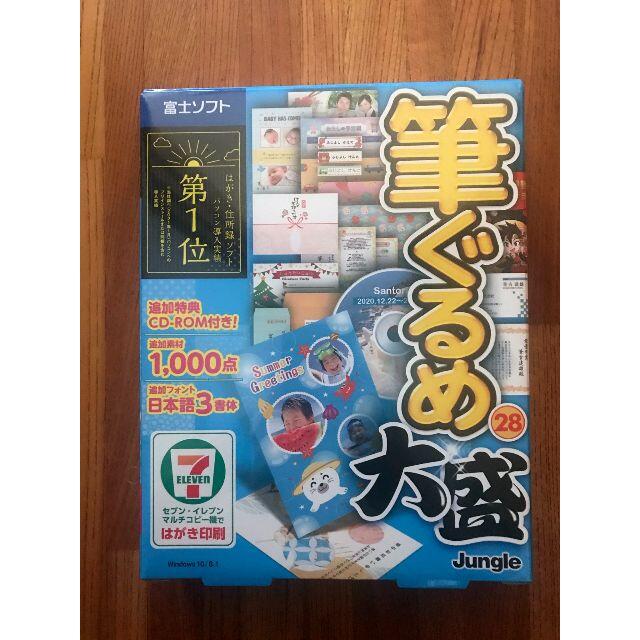 富士ソフト
はがき・住所録ソフト
パソコン導入実績
第1位
追加特典
CD-ROM付き!
追加素材
1,000点
追加フォント
日本語3書体
7
ELEVEN
セブン‐イレブン
マルチコピー機で
はがき印刷
Windows 10/8.1
BABY HAS COME
Santor
2020.12.22〜
Summer
Greetings
筆ぐるめ
28
大盛
Jungle